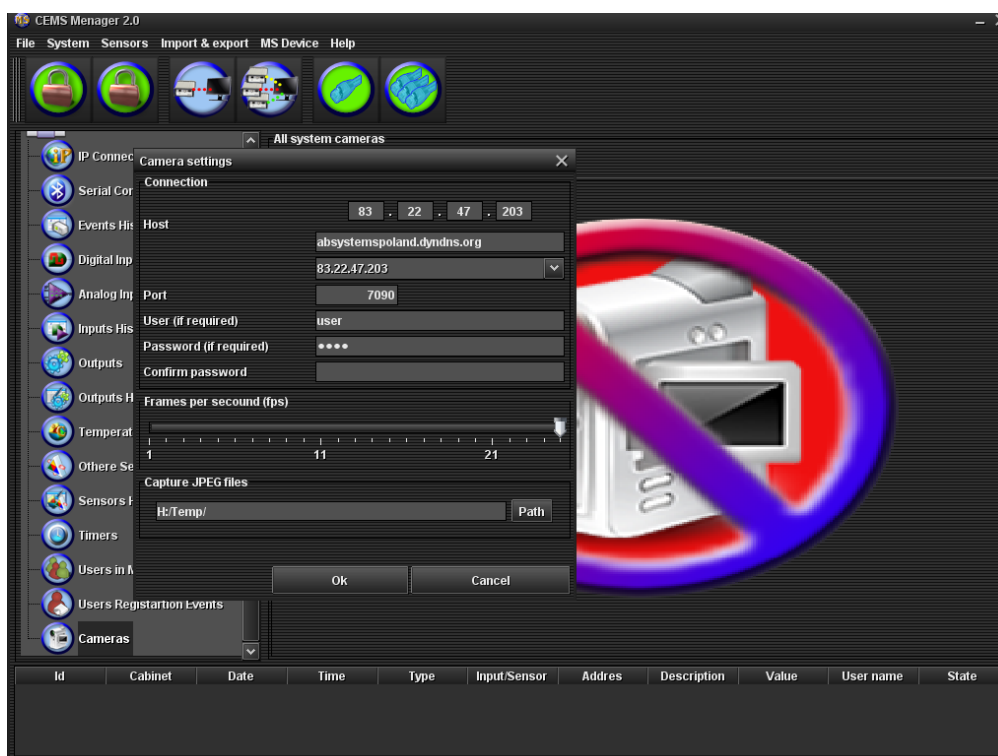 CEMS Menager 2.0
File System Sensors Import & export MS Device Help
All system cameras
IP Connec
Serial Cor
Events His
Digital Inp
Analog Inp
Inputs His
Outputs
Outputs H
Temperat
Othere Se
Sensors H
Timers
Users in M
Users Registartion Events
Cameras
Camera settings
Connection
Host
83 . 22 . 47 . 203
absystemspoland.dyndns.org
83.22.47.203
Port 7090
User (if required) user
Password (if required) ••••
Confirm password
Frames per secound (fps)
1 11 21
Capture JPEG files
H:/Temp/ Path
Ok Cancel
Id Cabinet Date Time Type Input/Sensor Addres Description Value User name State